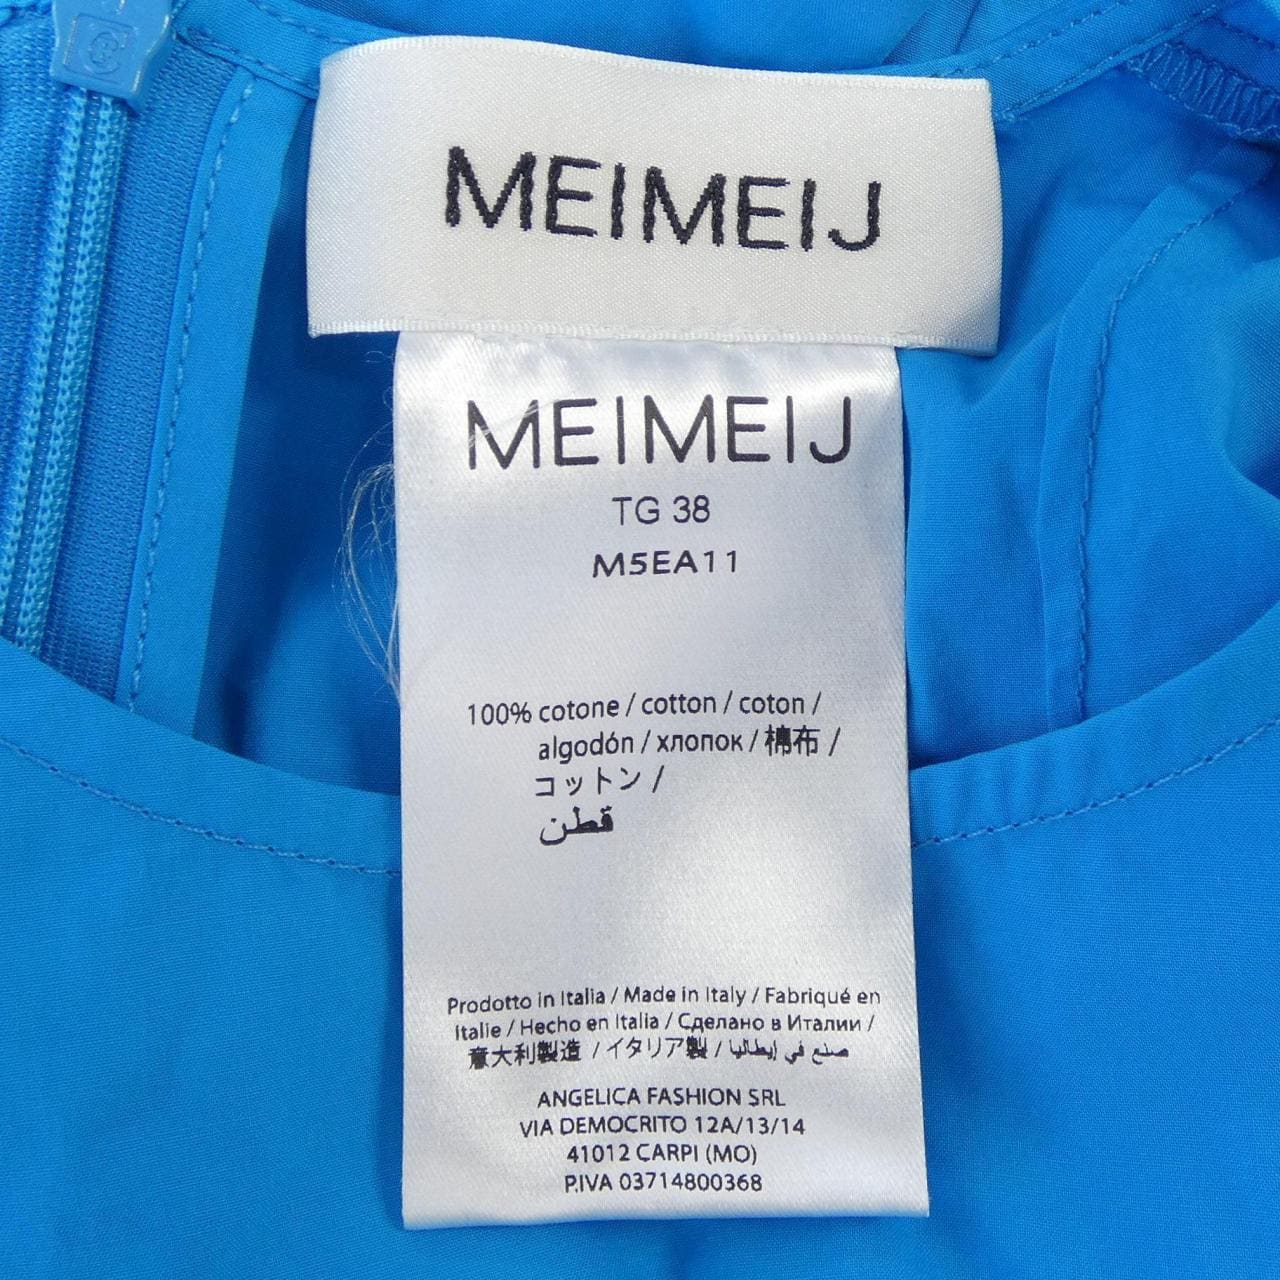 MEIMEIJ
MEIMEIJ
TG 38
M5EA11
100% cotone / cotton / coton /
algodón / хлопок / 棉布 /
コットン /
قطن
Prodotto in Italia / Made in Italy / Fabriqué en
Italie / Hecho en Italia / Сделано в Италии /
意大利製造 / イタリア製 / صنع في إيطاليا
ANGELICA FASHION SRL
VIA DEMOCRITO 12A/13/14
41012 CARPI (MO)
P.IVA 03714800368